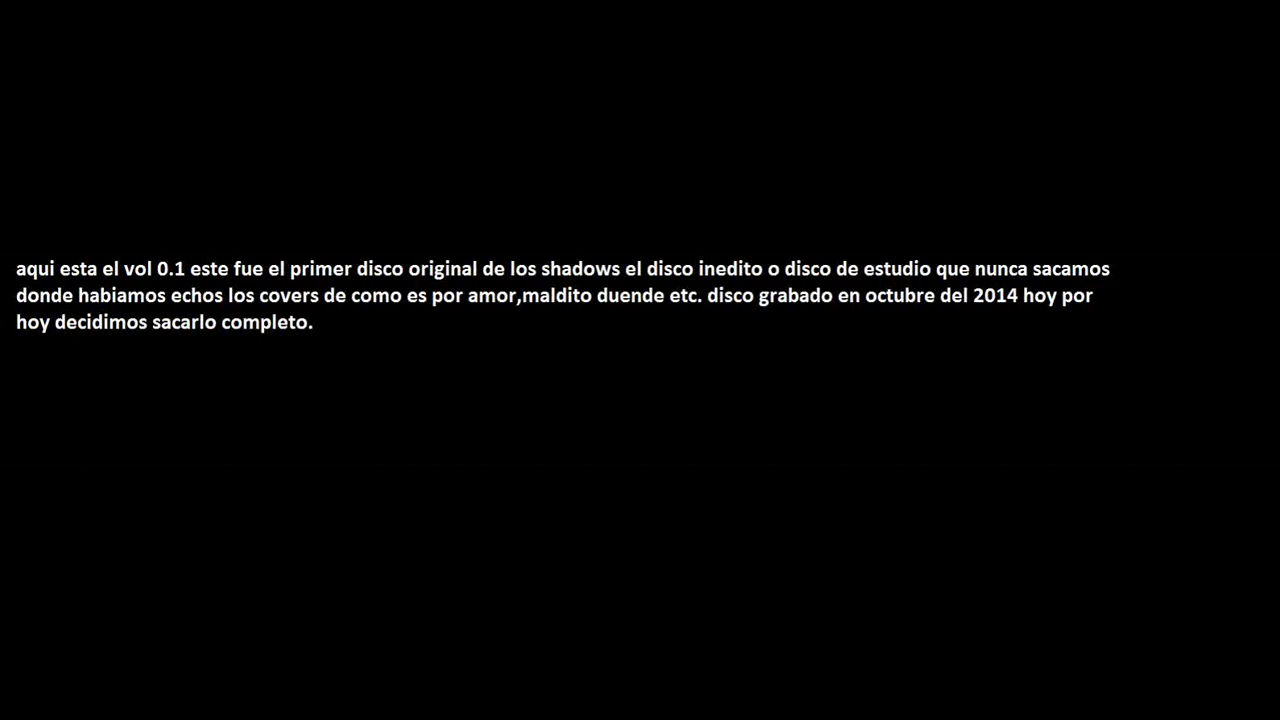 aqui esta el vol 0.1 este fue el primer disco original de los shadows el disco inedito o disco de estudio que nunca sacamos
donde habiamos echos los covers de como es por amor,maldito duende etc. disco grabado en octubre del 2014 hoy por
hoy decidimos sacarlo completo.